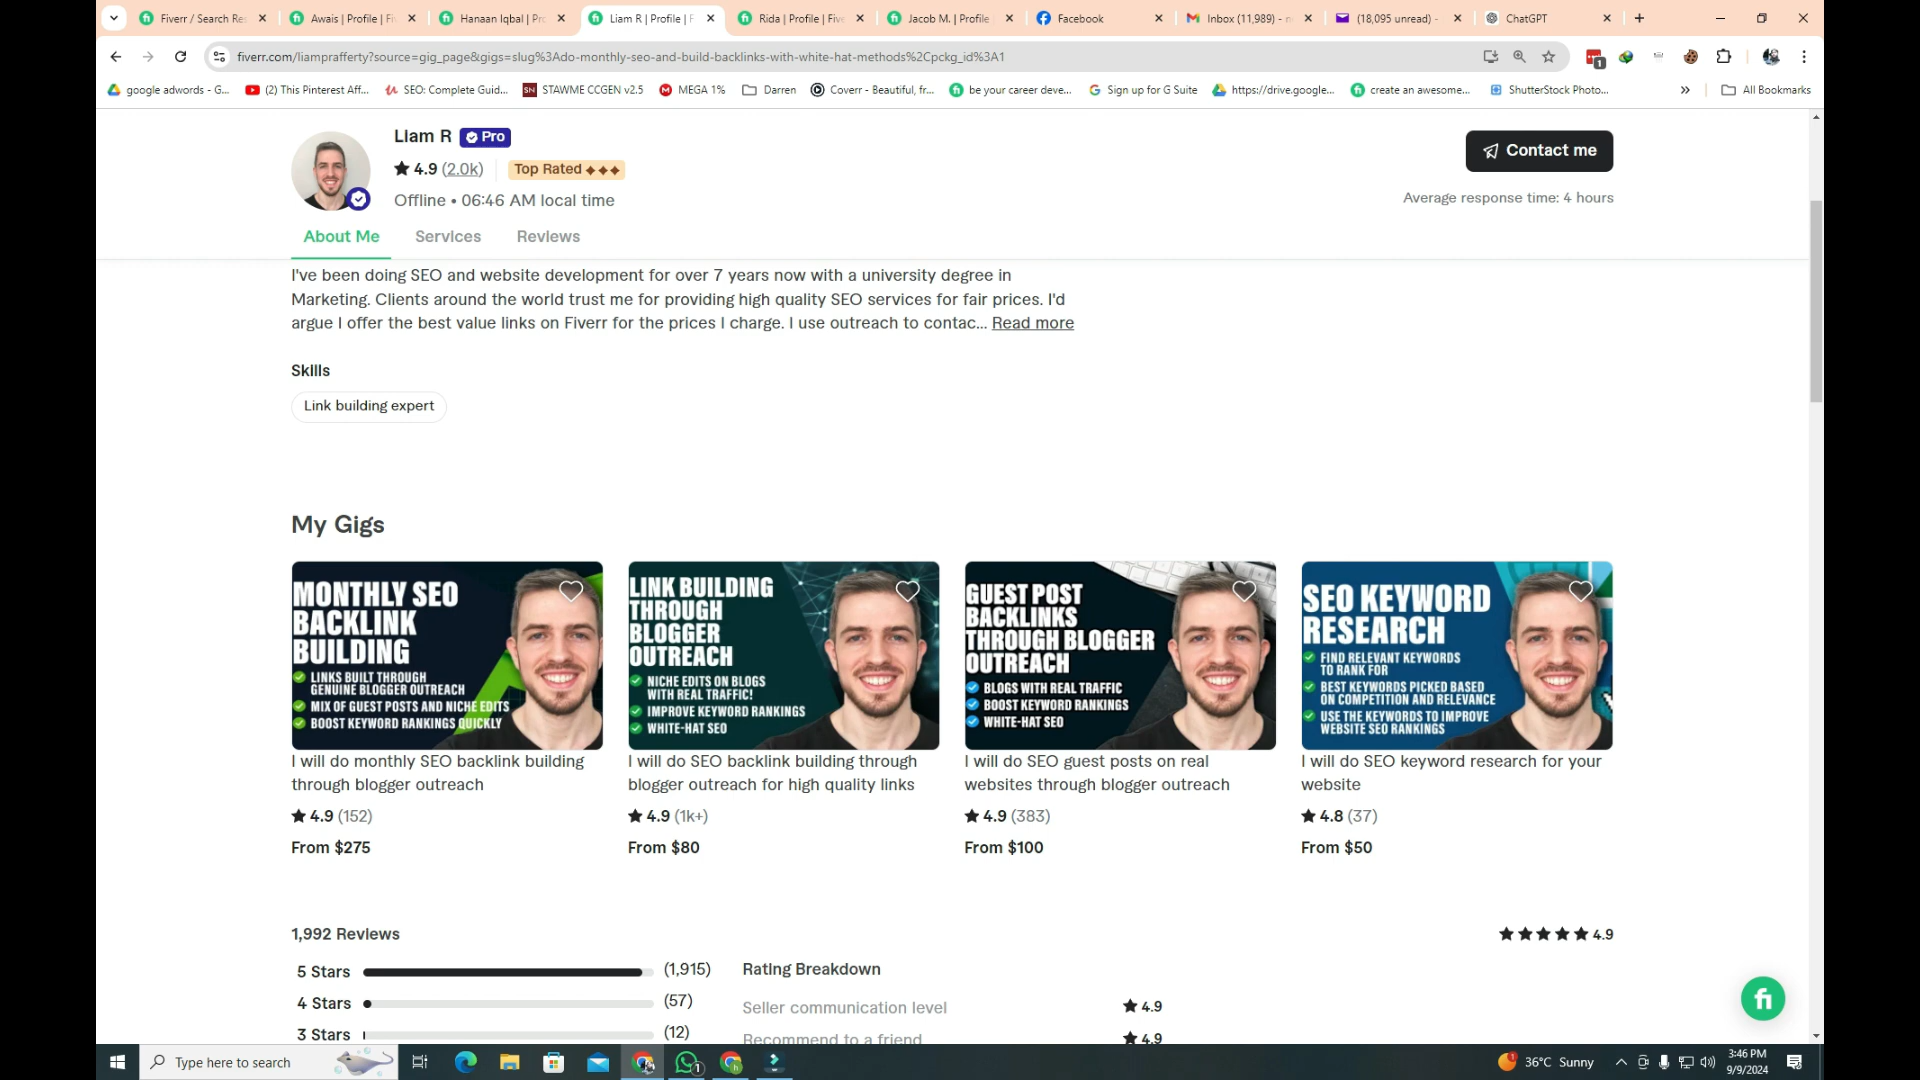 Fiverr / Search Re
Awais | Profile | Fi
Hanaan Iqbal | Pr
Liam R | Profile | F
Rida | Profile | Five
Jacob M. | Profile
Facebook
Inbox (11,989) - n
(18,095 unread) -
ChatGPT
fiverr.com/liamprafferty?source=gig_page&gigs=slug%3Ado-monthly-seo-and-build-backlinks-with-white-hat-methods%2Cpckg_id%3A1
1
google adwords - G...
(2) This Pinterest Aff...
SEO: Complete Guid...
SN
STAWME CCGEN v2.5
MEGA 1%
Darren
Coverr - Beautiful, fr...
be your career deve...
Sign up for G Suite
https://drive.google...
create an awesome...
ShutterStock Photo...
»
All Bookmarks
Liam R
Pro
4.9 (2.0k)
Top Rated
Offline • 06:46 AM local time
Contact me
Average response time: 4 hours
About Me
Services
Reviews
I've been doing SEO and website development for over 7 years now with a university degree in
Marketing. Clients around the world trust me for providing high quality SEO services for fair prices. I'd
argue I offer the best value links on Fiverr for the prices I charge. I use outreach to contac... Read more
Skills
Link building expert
My Gigs
MONTHLY SEO
BACKLINK
BUILDING
LINKS BUILT THROUGH
GENUINE BLOGGER OUTREACH
MIX OF GUEST POSTS AND NICHE EDITS
BOOST KEYWORD RANKINGS QUICKLY
I will do monthly SEO backlink building
through blogger outreach
4.9 (152)
From $275
LINK BUILDING
THROUGH
BLOGGER
OUTREACH
NICHE EDITS ON BLOGS
WITH REAL TRAFFIC!
IMPROVE KEYWORD RANKINGS
WHITE-HAT SEO
I will do SEO backlink building through
blogger outreach for high quality links
4.9 (1k+)
From $80
GUEST POST
BACKLINKS
THROUGH BLOGGER
OUTREACH
BLOGS WITH REAL TRAFFIC
BOOST KEYWORD RANKINGS
WHITE-HAT SEO
I will do SEO guest posts on real
websites through blogger outreach
4.9 (383)
From $100
SEO KEYWORD
RESEARCH
FIND RELEVANT KEYWORDS
TO RANK FOR
BEST KEYWORDS PICKED BASED
ON COMPETITION AND RELEVANCE
USE THE KEYWORDS TO IMPROVE
WEBSITE SEO RANKINGS
I will do SEO keyword research for your
website
4.8 (37)
From $50
1,992 Reviews
4.9
5 Stars
(1,915)
4 Stars
(57)
3 Stars
(12)
Rating Breakdown
Seller communication level
4.9
Recommend to a friend
4.9
fi
Type here to search
1
36°C Sunny
3:46 PM
9/9/2024